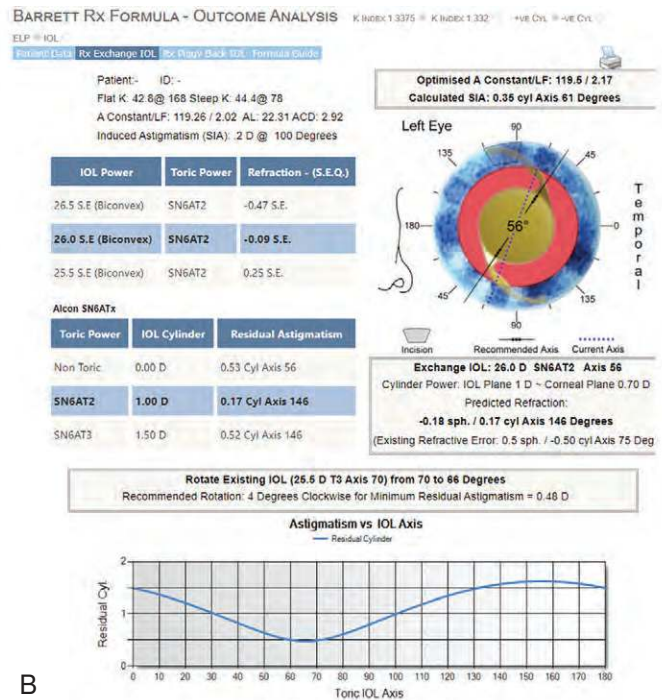 BARRETT RX FORMULA - OUTCOME ANALYSIS K INDEX 1.3375 K INDEX 1.332 +VE CYL -VE CYL
ELP IOL
Patient Data Rx Exchange IOL Rx Piggy Back IOL Formula Guide
Patient:- ID: -
Flat K: 42.8@ 168 Steep K: 44.4@ 78
A Constant/LF: 119.26 / 2.02 AL: 22.31 ACD: 2.92
Induced Astigmatism (SIA): .2 D @ 100 Degrees
IOL Power Toric Power Refraction - (S.E.Q.)
26.5 S.E (Biconvex) SN6AT2 -0.47 S.E.
26.0 S.E (Biconvex) SN6AT2 -0.09 S.E.
25.5 S.E (Biconvex) SN6AT2 0.25 S.E.
Alcon SN6ATx
Toric Power IOL Cylinder Residual Astigmatism
Non Toric 0.00 D 0.53 Cyl Axis 56
SN6AT2 1.00 D 0.17 Cyl Axis 146
SN6AT3 1.50 D 0.52 Cyl Axis 146
Optimised A Constant/LF: 119.5 / 2.17
Calculated SIA: 0.35 cyl Axis 61 Degrees
Left Eye
90
135 45
180 56° 0
45 135
90
Temporal
Incision Recommended Axis Current Axis
Exchange IOL: 26.0 D SN6AT2 Axis 56
Cylinder Power: IOL Plane 1 D ~ Corneal Plane 0.70 D
Predicted Refraction:
-0.18 sph. / 0.17 cyl Axis 146 Degrees
(Existing Refractive Error: 0.5 sph. / -0.50 cyl Axis 75 Deg
Rotate Existing IOL (25.5 D T3 Axis 70) from 70 to 66 Degrees
Recommended Rotation: 4 Degrees Clockwise for Minimum Residual Astigmatism = 0.48 D
Astigmatism vs IOL Axis
Residual Cylinder
Residual Cyl.
2
1
0
0 10 20 30 40 50 60 70 80 90 100 110 120 130 140 150 160 170 180
Toric IOL Axis
B